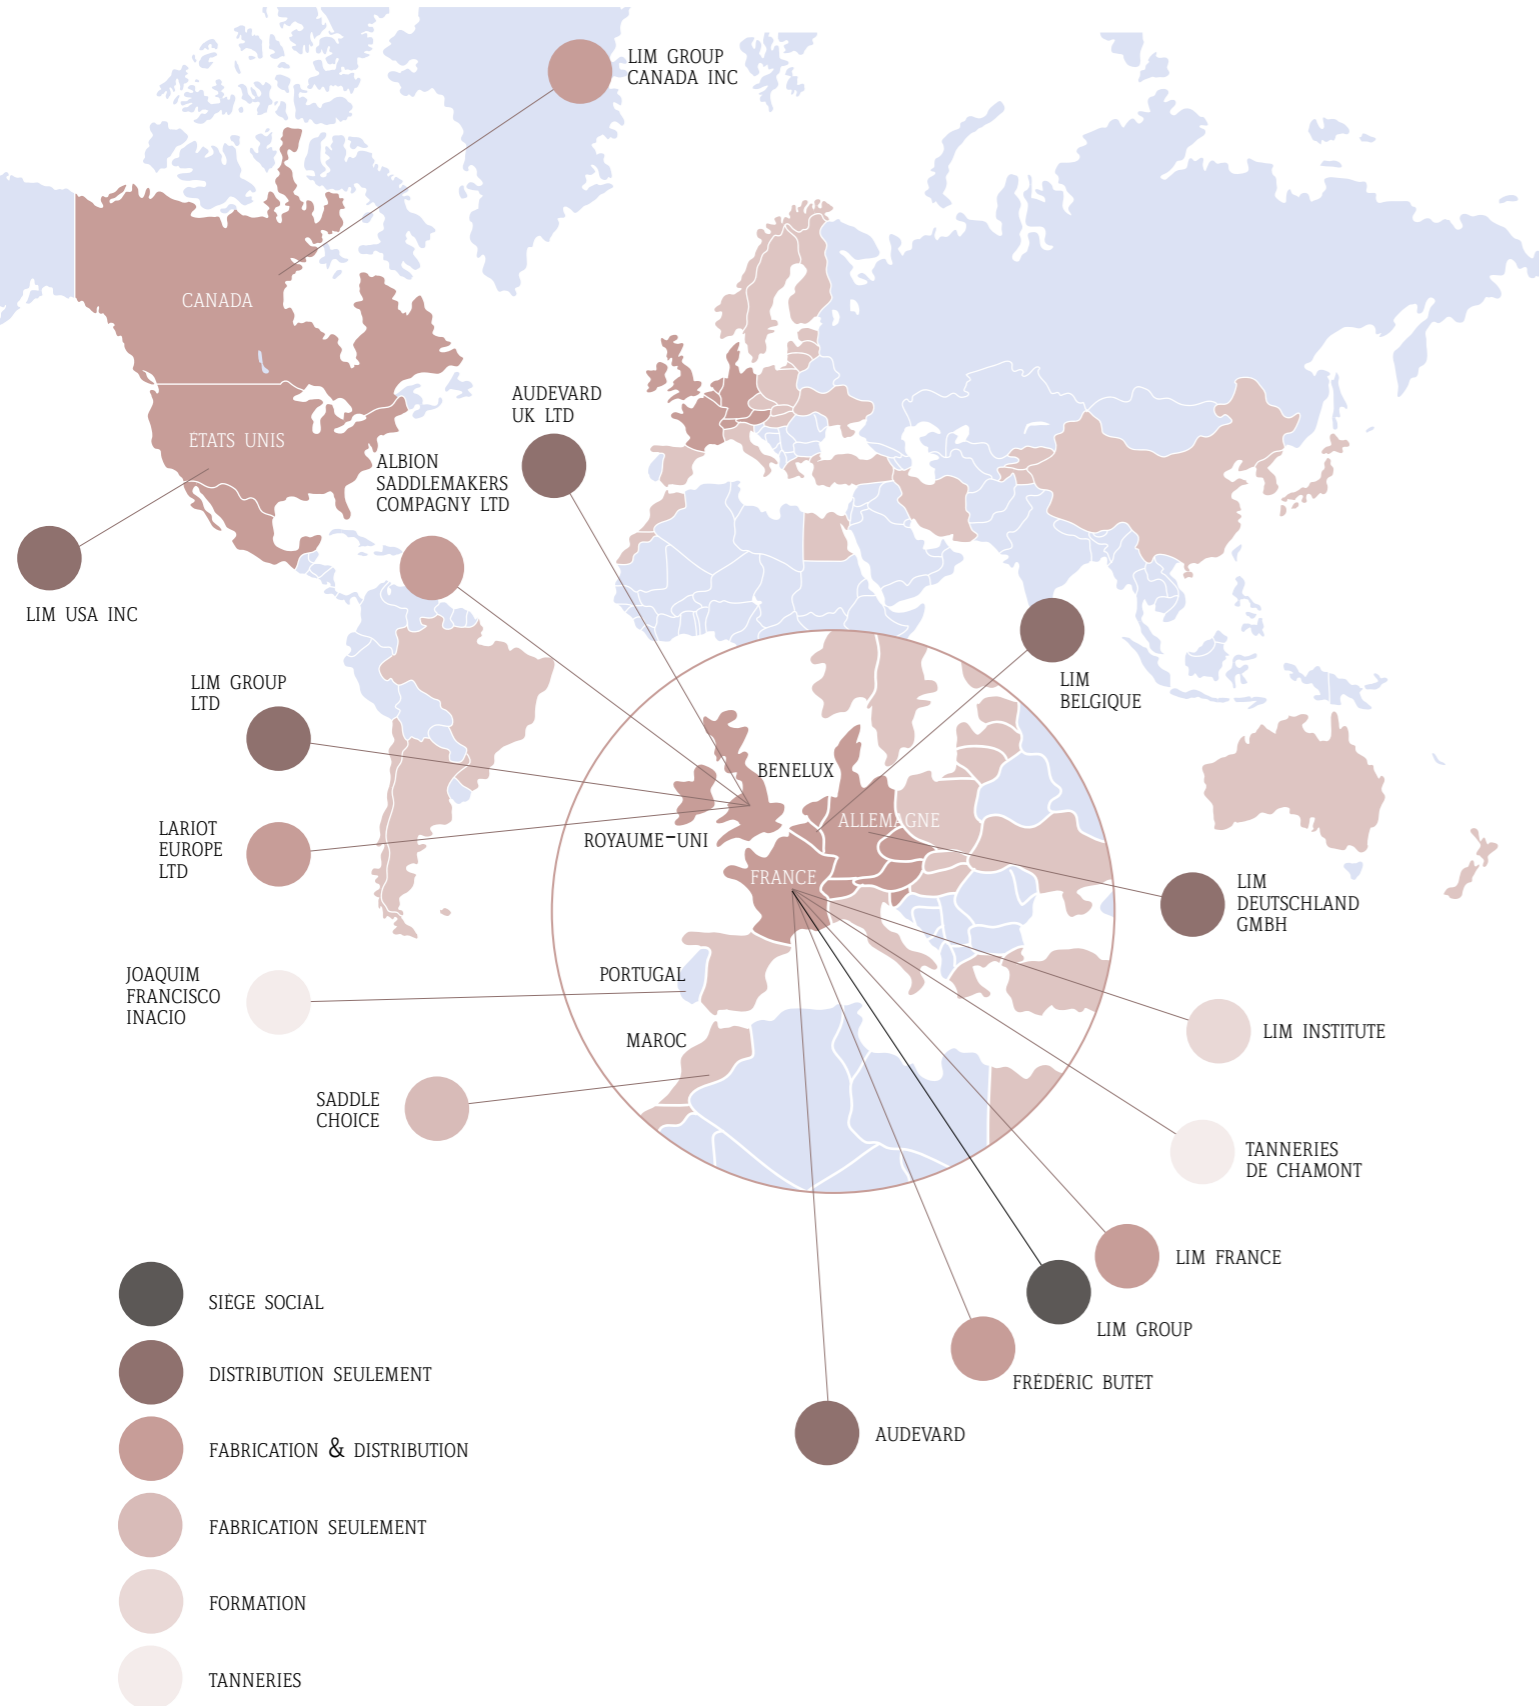 LIM GROUP
CANADA INC
CANADA
AUDEVARD
UK LTD
ÉTATS UNIS
ALBION
SADDLEMAKERS
COMPAGNY LTD
LIM USA INC
LIM GROUP
LTD
LIM
BELGIQUE
BENELUX
ALLEMAGNE
ROYAUME-UNI
LARIOT
EUROPE
LTD
FRANCE
LIM
DEUTSCHLAND
GMBH
JOAQUIM
FRANCISCO
INACIO
PORTUGAL
MAROC
LIM INSTITUTE
SADDLE
CHOICE
TANNERIES
DE CHAMONT
LIM FRANCE
LIM GROUP
FRÉDÉRIC BUTET
AUDEVARD
SIÈGE SOCIAL
DISTRIBUTION SEULEMENT
FABRICATION & DISTRIBUTION
FABRICATION SEULEMENT
FORMATION
TANNERIES